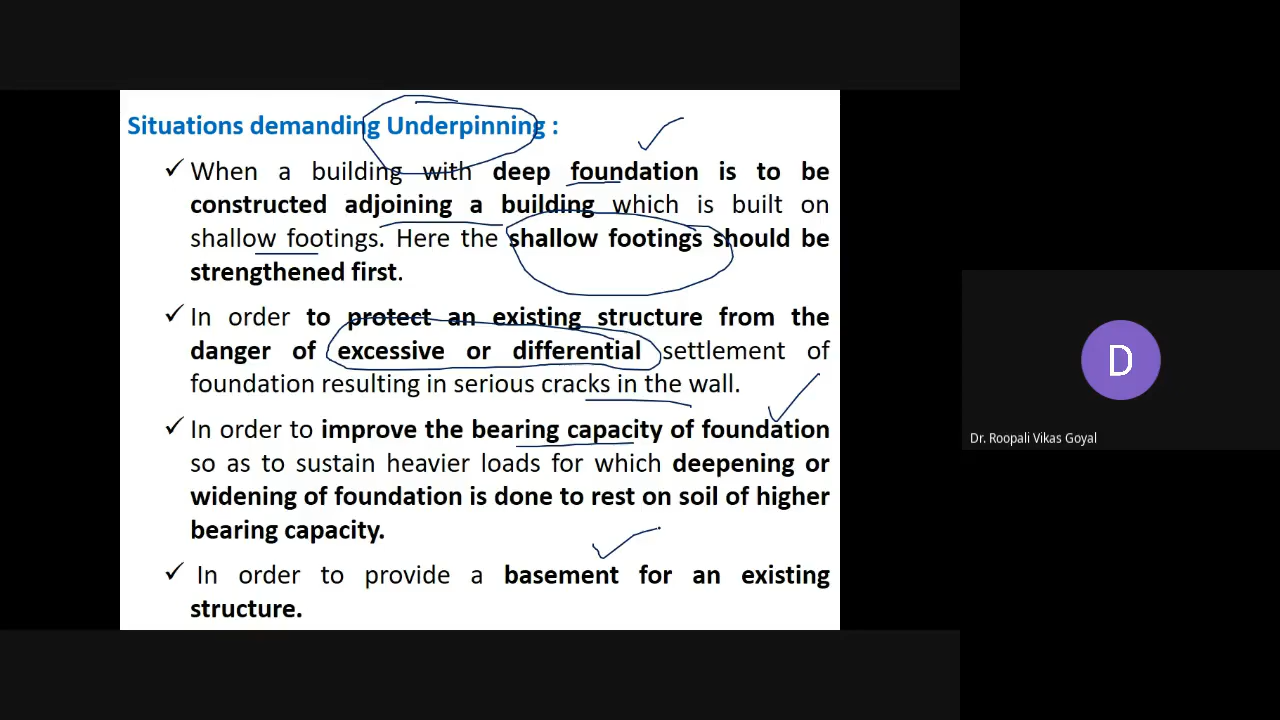 Situations demanding Underpinning :
✓ When a building with deep foundation is to be
constructed adjoining a building which is built on
shallow footings. Here the shallow footings should be
strengthened first.
✓ In order to protect an existing structure from the
danger of excessive or differential settlement of
foundation resulting in serious cracks in the wall.
✓ In order to improve the bearing capacity of foundation
so as to sustain heavier loads for which deepening or
widening of foundation is done to rest on soil of higher
bearing capacity.
✓ In order to provide a basement for an existing
structure.
D
Dr. Roopali Vikas Goyal